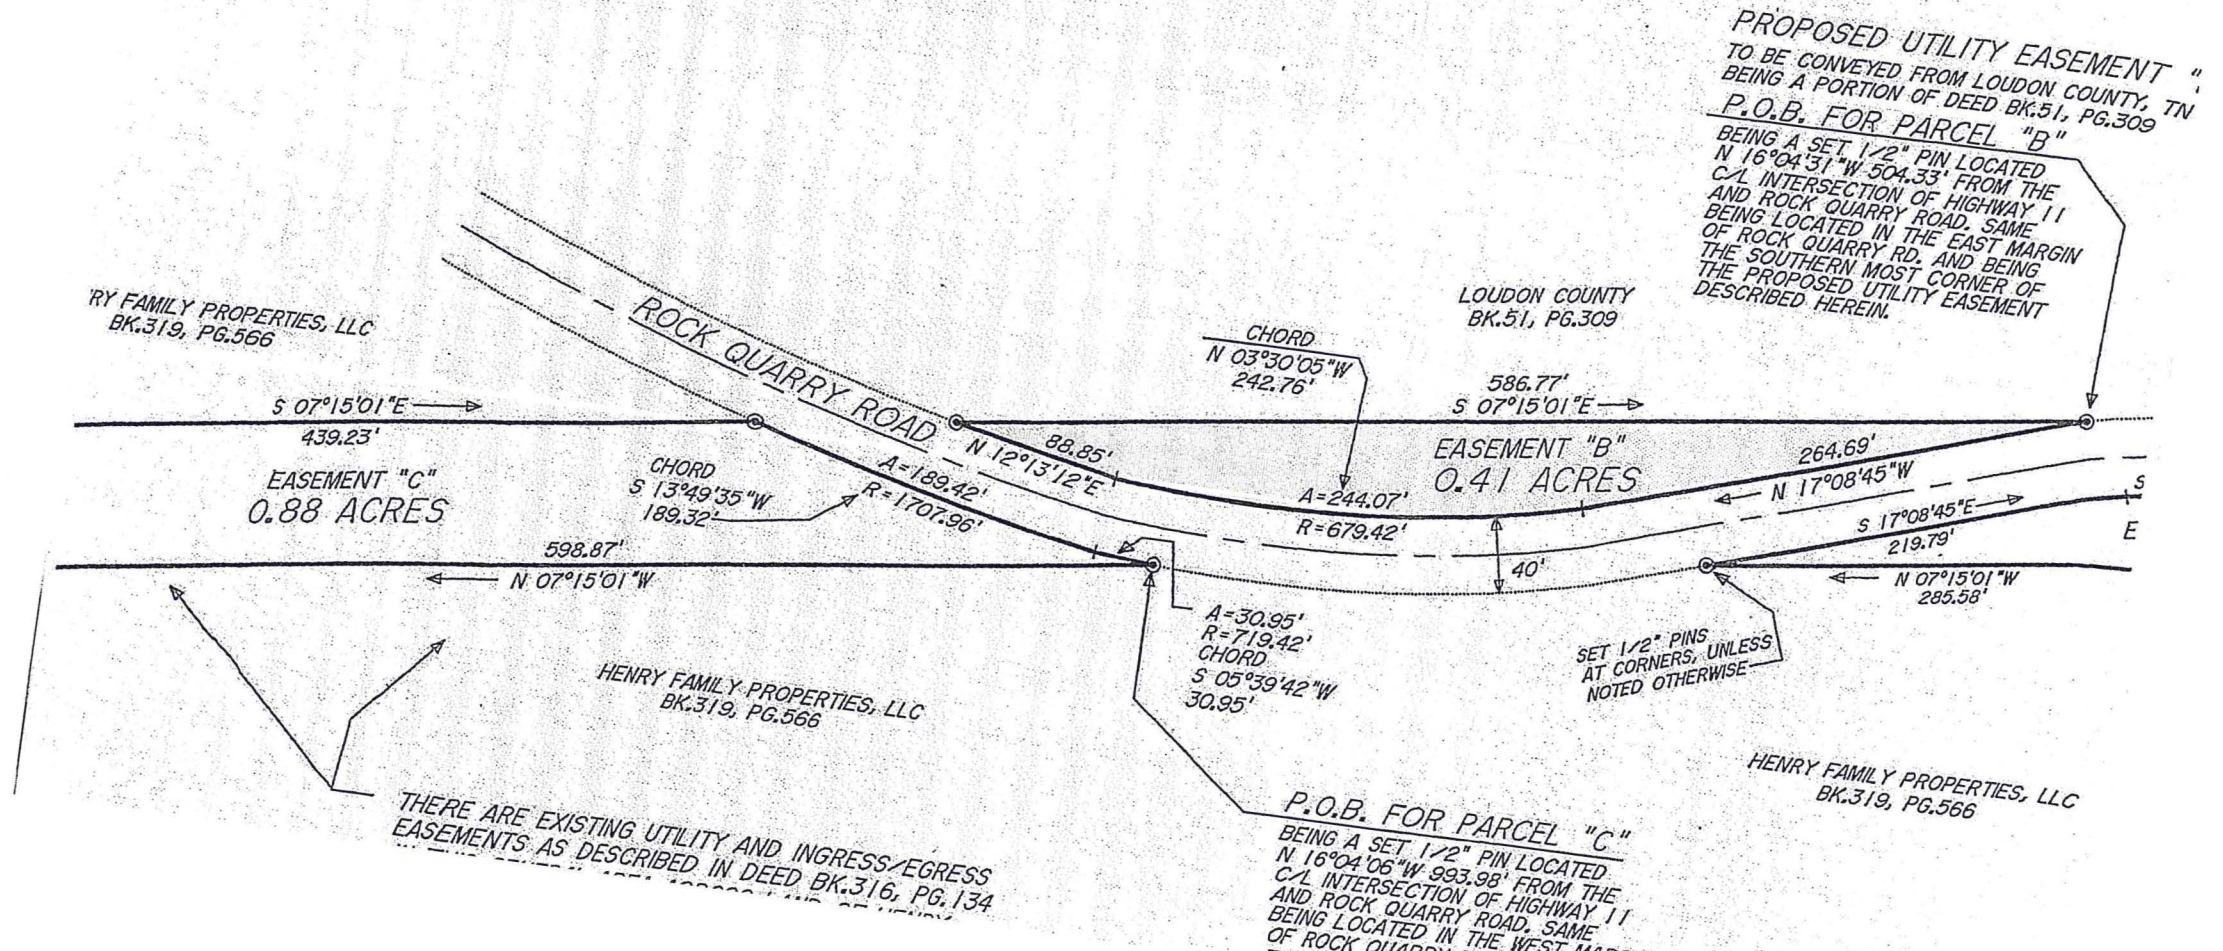 PROPOSED UTILITY EASEMENT "
TO BE CONVEYED FROM LOUDON COUNTY, TN
BEING A PORTION OF DEED BK.51, PG.309
P.O.B. FOR PARCEL "B"
BEING A SET 1/2" PIN LOCATED
N 16°04'31"W 504.33' FROM THE
C/L INTERSECTION OF HIGHWAY 11
AND ROCK QUARRY ROAD. SAME
BEING LOCATED IN THE EAST MARGIN
OF ROCK QUARRY RD. AND BEING
THE SOUTHERN MOST CORNER OF
THE PROPOSED UTILITY EASEMENT
DESCRIBED HEREIN.
RY FAMILY PROPERTIES, LLC
BK.319, PG.566
ROCK QUARRY ROAD
LOUDON COUNTY
BK.51, PG.309
CHORD
N 03°30'05"W
242.76'
586.77'
S 07°15'01"E
S 07°15'01"E
439.23'
EASEMENT "C"
0.88 ACRES
CHORD
S 13°49'35"W
189.32'
A=189.42'
R=1707.96'
88.85'
N 12°13'12"E
A=244.07'
R=679.42'
EASEMENT "B"
0.41 ACRES
264.69'
N 17°08'45"W
S 17°08'45"E
219.79'
S
E
598.87'
N 07°15'01"W
40'
N 07°15'01"W
285.58'
A=30.95'
R=719.42'
CHORD
S 05°39'42"W
30.95'
SET 1/2" PINS
AT CORNERS, UNLESS
NOTED OTHERWISE
HENRY FAMILY PROPERTIES, LLC
BK.319, PG.566
HENRY FAMILY PROPERTIES, LLC
BK.319, PG.566
THERE ARE EXISTING UTILITY AND INGRESS/EGRESS
EASEMENTS AS DESCRIBED IN DEED BK.316, PG.134
P.O.B. FOR PARCEL "C"
BEING A SET 1/2" PIN LOCATED
N 16°04'06"W 993.98' FROM THE
C/L INTERSECTION OF HIGHWAY 11
AND ROCK QUARRY ROAD. SAME
BEING LOCATED IN THE WEST
OF ROCK QUARRY